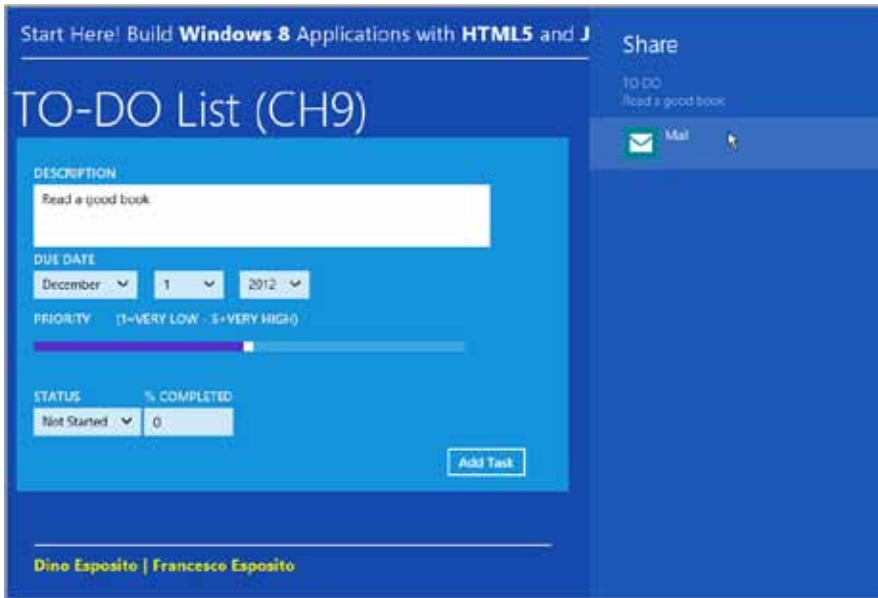 Start Here! Build Windows 8 Applications with HTML5 and J
TO-DO List (CH9)
DESCRIPTION
Read a good book
DUE DATE
December 1 2012
PRIORITY (1=VERY LOW - 5=VERY HIGH)
STATUS % COMPLETED
Not Started 0
Add Task
Dino Esposito | Francesco Esposito
Share
TO-DO
Read a good book
Mail